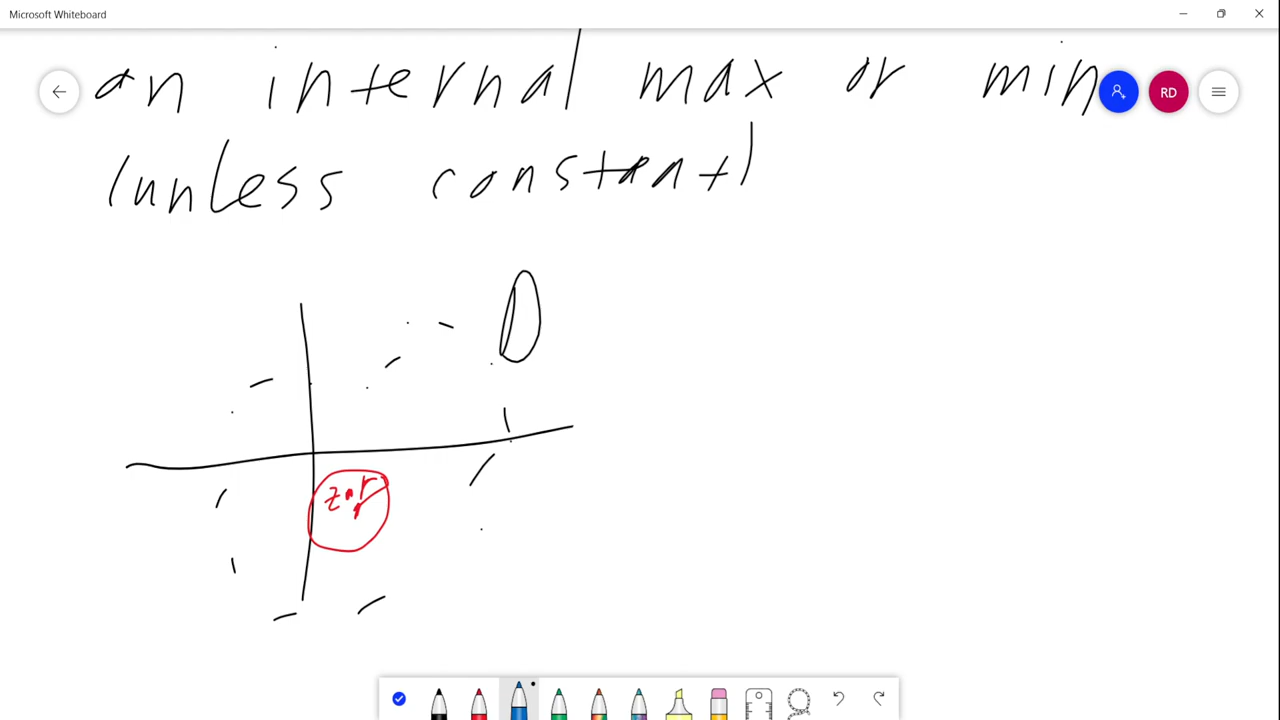 Microsoft Whiteboard
an internal max or min
RD
(unless constant)
D